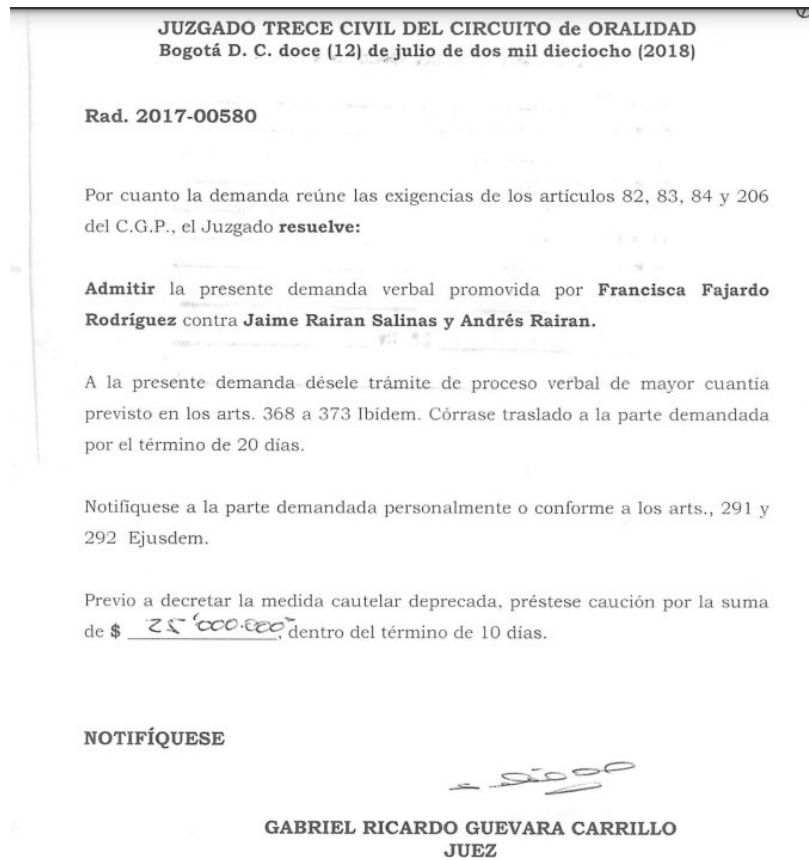 JUZGADO TRECE CIVIL DEL CIRCUITO de ORALIDAD
Bogotá D. C. doce (12) de julio de dos mil dieciocho (2018)
Rad. 2017-00580
Por cuanto la demanda reúne las exigencias de los artículos 82, 83, 84 y 206
del C.G.P., el Juzgado resuelve:
Admitir la presente demanda verbal promovida por Francisca Fajardo
Rodríguez contra Jaime Rairan Salinas y Andrés Rairan.
A la presente demanda désele trámite de proceso verbal de mayor cuantía
previsto en los arts. 368 a 373 Ibídem. Córrase traslado a la parte demandada
por el término de 20 días.
Notifíquese a la parte demandada personalmente o conforme a los arts., 291 y
292 Ejusdem.
Previo a decretar la medida cautelar deprecada, préstese caución por la suma
de $ 25'000.000, dentro del término de 10 días.
NOTIFÍQUESE
GABRIEL RICARDO GUEVARA CARRILLO
JUEZ